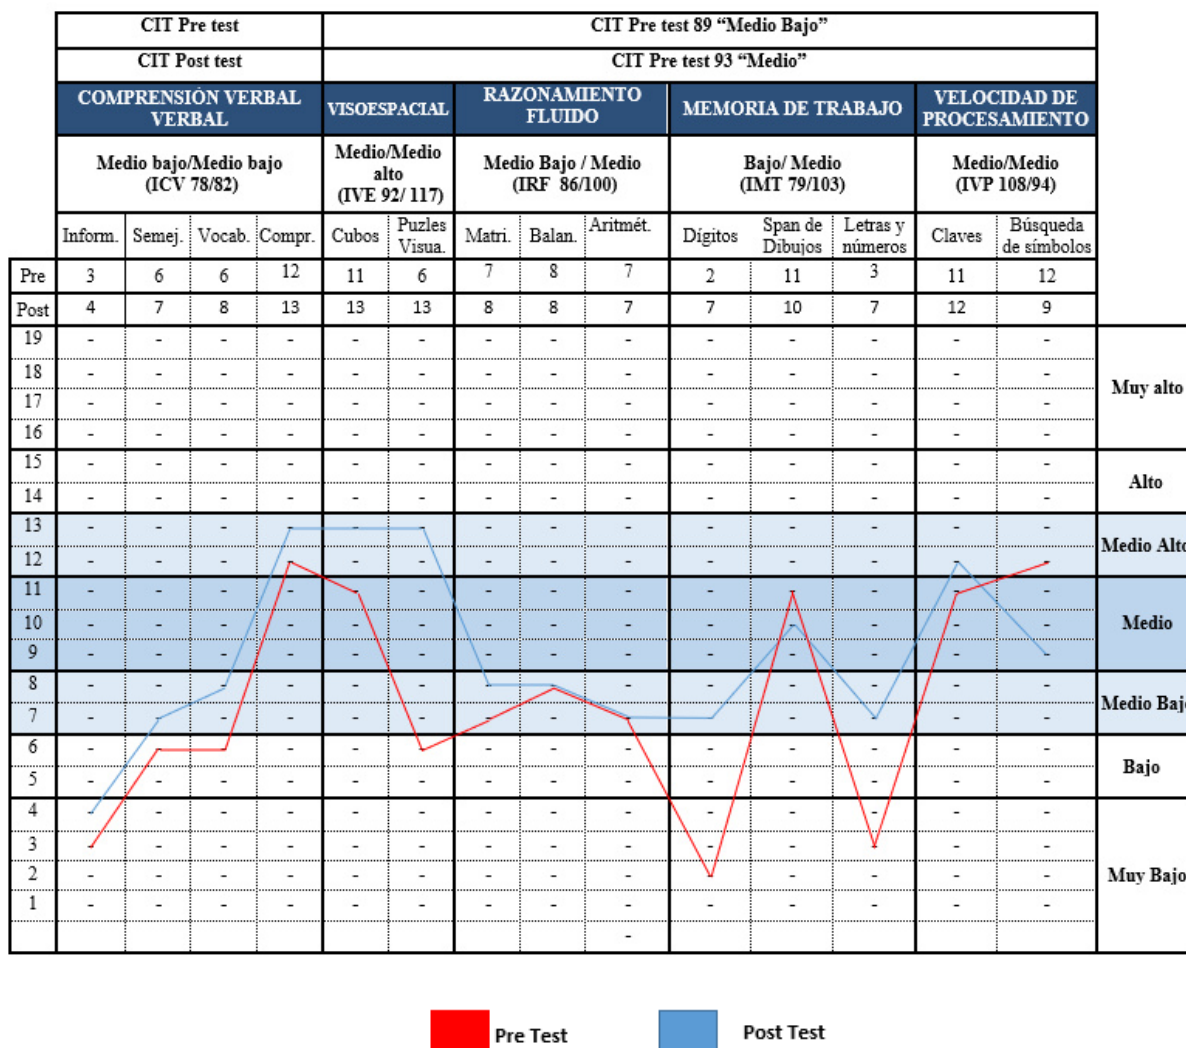 CIT Pre test CIT Pre test 89 “Medio Bajo”
CIT Post test CIT Pre test 93 “Medio”
COMPRENSIÓN VERBAL
VERBAL
VISOESPACIAL
RAZONAMIENTO
FLUIDO
MEMORIA DE TRABAJO
VELOCIDAD DE
PROCESAMIENTO
Medio bajo/Medio bajo
(ICV 78/82)
Medio/Medio
alto
(IVE 92/ 117)
Medio Bajo / Medio
(IRF 86/100)
Bajo/ Medio
(IMT 79/103)
Medio/Medio
(IVP 108/94)
Inform. Semej. Vocab. Compr. Cubos
Puzles
Visua.
Matri. Balan. Aritmét. Dígitos
Span de
Dibujos
Letras y
números
Claves
Búsqueda
de símbolos
Pre 3 6 6 12 11 6 7 8 7 2 11 3 11 12
Post 4 7 8 13 13 13 8 8 7 7 10 7 12 9
19 - - - - - - - - - - - - - -
18 - - - - - - - - - - - - - -
17 - - - - - - - - - - - - - -
16 - - - - - - - - - - - - - -
Muy alto
15 - - - - - - - - - - - - - -
14 - - - - - - - - - - - - - -
Alto
13 - - - - - - - - - - - - - -
12 - - - - - - - - - - - - - -
Medio Alto
11 - - - - - - - - - - - - - -
10 - - - - - - - - - - - - - -
9 - - - - - - - - - - - - - -
Medio
8 - - - - - - - - - - - - - -
7 - - - - - - - - - - - - - -
Medio Bajo
6 - - - - - - - - - - - - - -
5 - - - - - - - - - - - - - -
Bajo
4 - - - - - - - - - - - - - -
3 - - - - - - - - - - - - - -
2 - - - - - - - - - - - - - -
1 - - - - - - - - - - - - - -
-
Muy Bajo
Pre Test Post Test